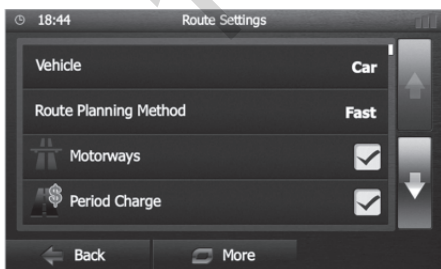 18:44 Route Settings
Vehicle Car
Route Planning Method Fast
Motorways
Period Charge
Back More